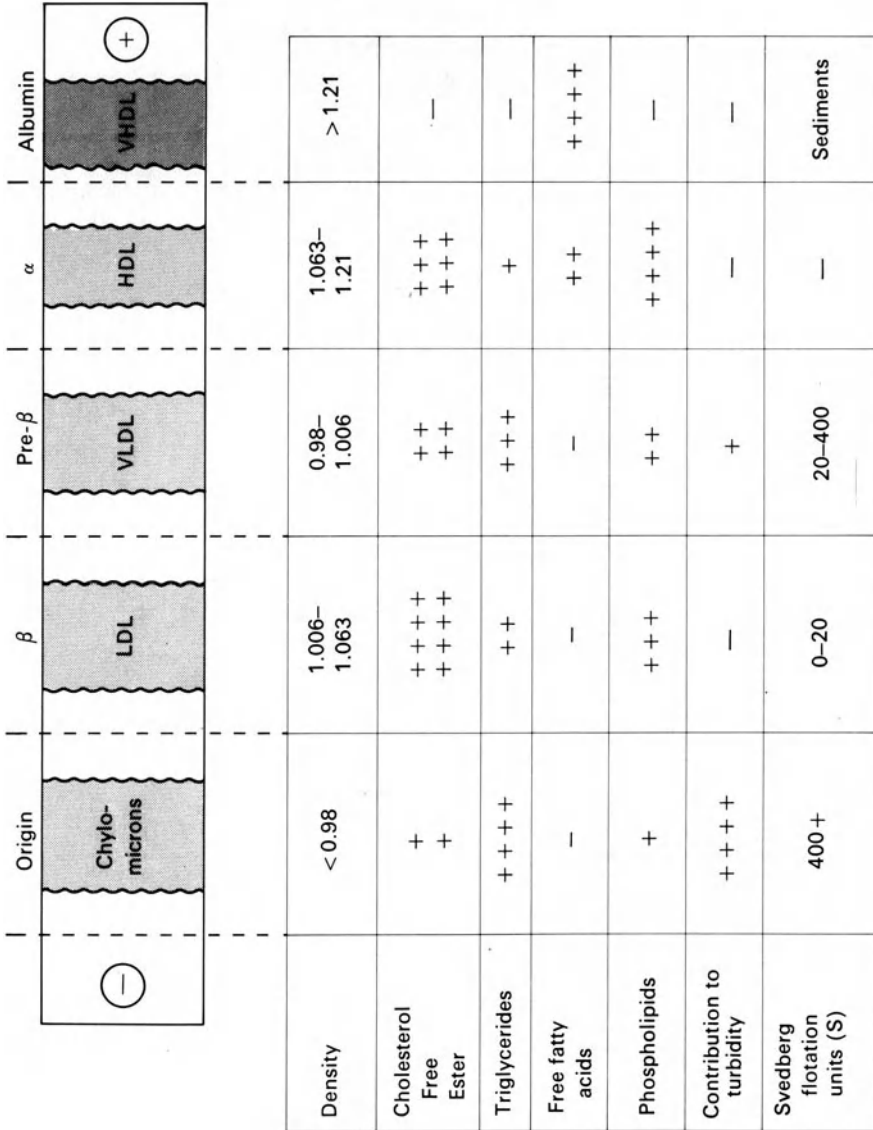 Origin β Pre-β α Albumin
− Chylo- LDL VLDL HDL VHDL +
microns
Density < 0.98 1.006– 0.98– 1.063– > 1.21
1.063 1.006 1.21
Cholesterol
Free + + + + + + + + + + —
Ester + + + + + + + + + +
Triglycerides + + + + + + + + + + —
Free fatty — — — + + + + + +
acids
Phospholipids + + + + + + + + + + —
Contribution to + + + + — + — —
turbidity
Svedberg 400 + 0–20 20–400 — Sediments
flotation
units (S)